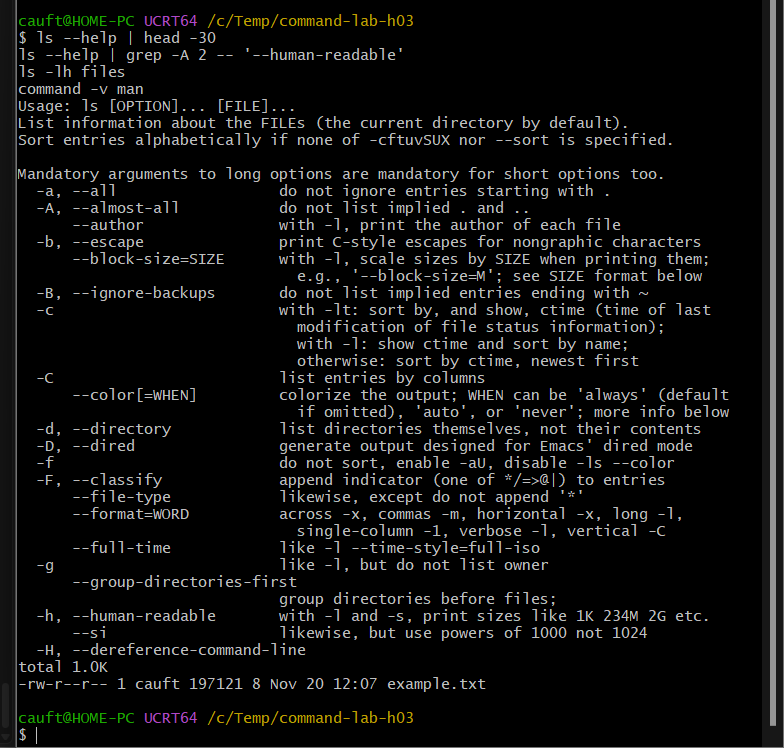 cauft@HOME-PC UCRT64 /c/Temp/command-lab-h03
$ ls --help | head -30
ls --help | grep -A 2 -- '--human-readable'
ls -lh files
command -v man
Usage: ls [OPTION]... [FILE]...
List information about the FILEs (the current directory by default).
Sort entries alphabetically if none of -cftuvSUX nor --sort is specified.

Mandatory arguments to long options are mandatory for short options too.
  -a, --all                  do not ignore entries starting with .
  -A, --almost-all           do not list implied . and ..
      --author               with -l, print the author of each file
  -b, --escape               print C-style escapes for nongraphic characters
      --block-size=SIZE      with -l, scale sizes by SIZE when printing them;
                               e.g., '--block-size=M'; see SIZE format below
  -B, --ignore-backups       do not list implied entries ending with ~
  -c                         with -lt: sort by, and show, ctime (time of last
                               modification of file status information);
                               with -l: show ctime and sort by name;
                               otherwise: sort by ctime, newest first
  -C                         list entries by columns
      --color[=WHEN]         colorize the output; WHEN can be 'always' (default
                               if omitted), 'auto', or 'never'; more info below
  -d, --directory            list directories themselves, not their contents
  -D, --dired                generate output designed for Emacs' dired mode
  -f                         do not sort, enable -aU, disable -ls --color
  -F, --classify             append indicator (one of */=>@|) to entries
      --file-type            likewise, except do not append '*'
      --format=WORD          across -x, commas -m, horizontal -x, long -l,
                               single-column -1, verbose -l, vertical -C
      --full-time            like -l --time-style=full-iso
  -g                         like -l, but do not list owner
      --group-directories-first
                             group directories before files;
  -h, --human-readable       with -l and -s, print sizes like 1K 234M 2G etc.
      --si                   likewise, but use powers of 1000 not 1024
  -H, --dereference-command-line
total 1.0K
-rw-r--r-- 1 cauft 197121 8 Nov 20 12:07 example.txt

cauft@HOME-PC UCRT64 /c/Temp/command-lab-h03
$